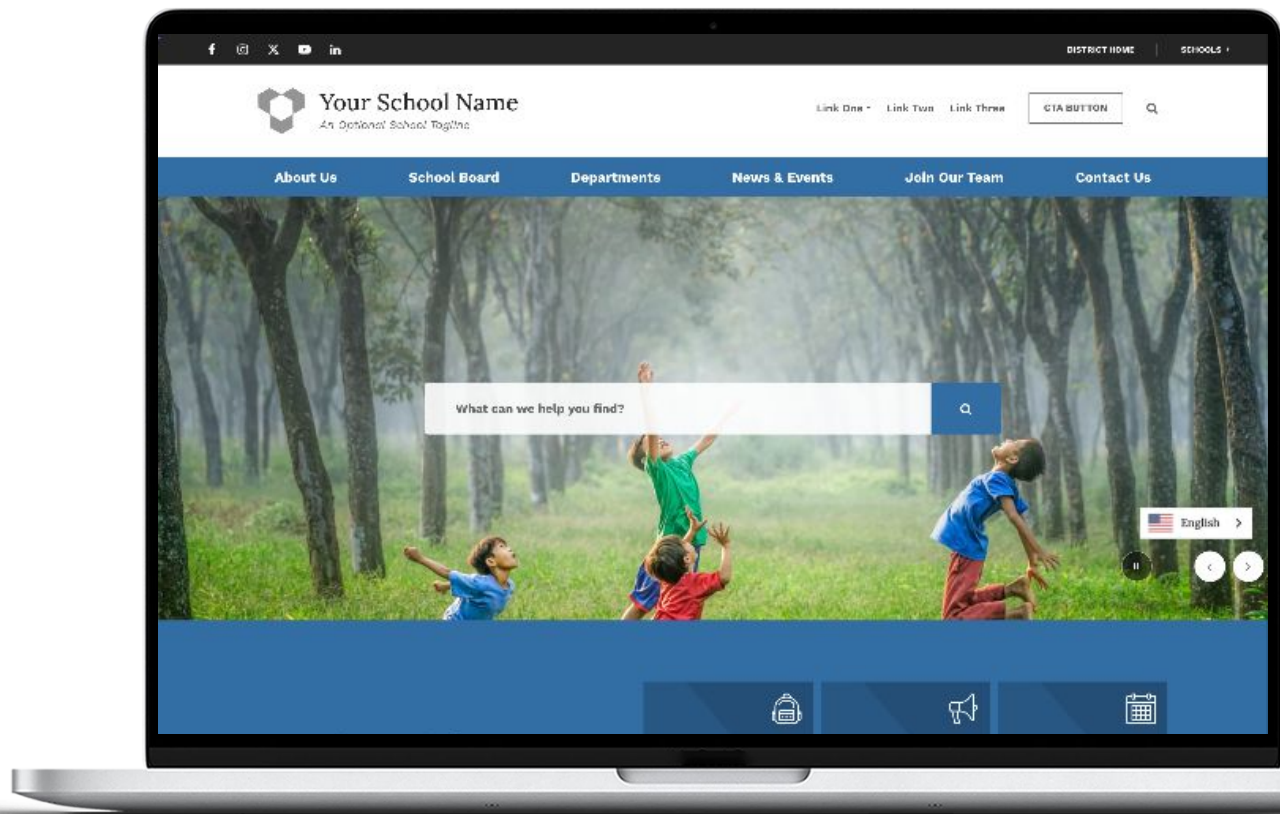 DISTRICT HOME
SCHOOLS
Your School Name
An Optional School Tagline
Link One Link Two Link Three CTA BUTTON
About Us School Board Departments News & Events Join Our Team Contact Us
What can we help you find?
English